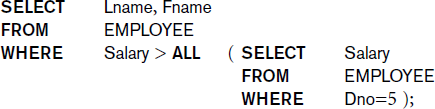 SELECT Lname, Fname
FROM EMPLOYEE
WHERE Salary > ALL ( SELECT Salary
FROM EMPLOYEE
WHERE Dno=5 );